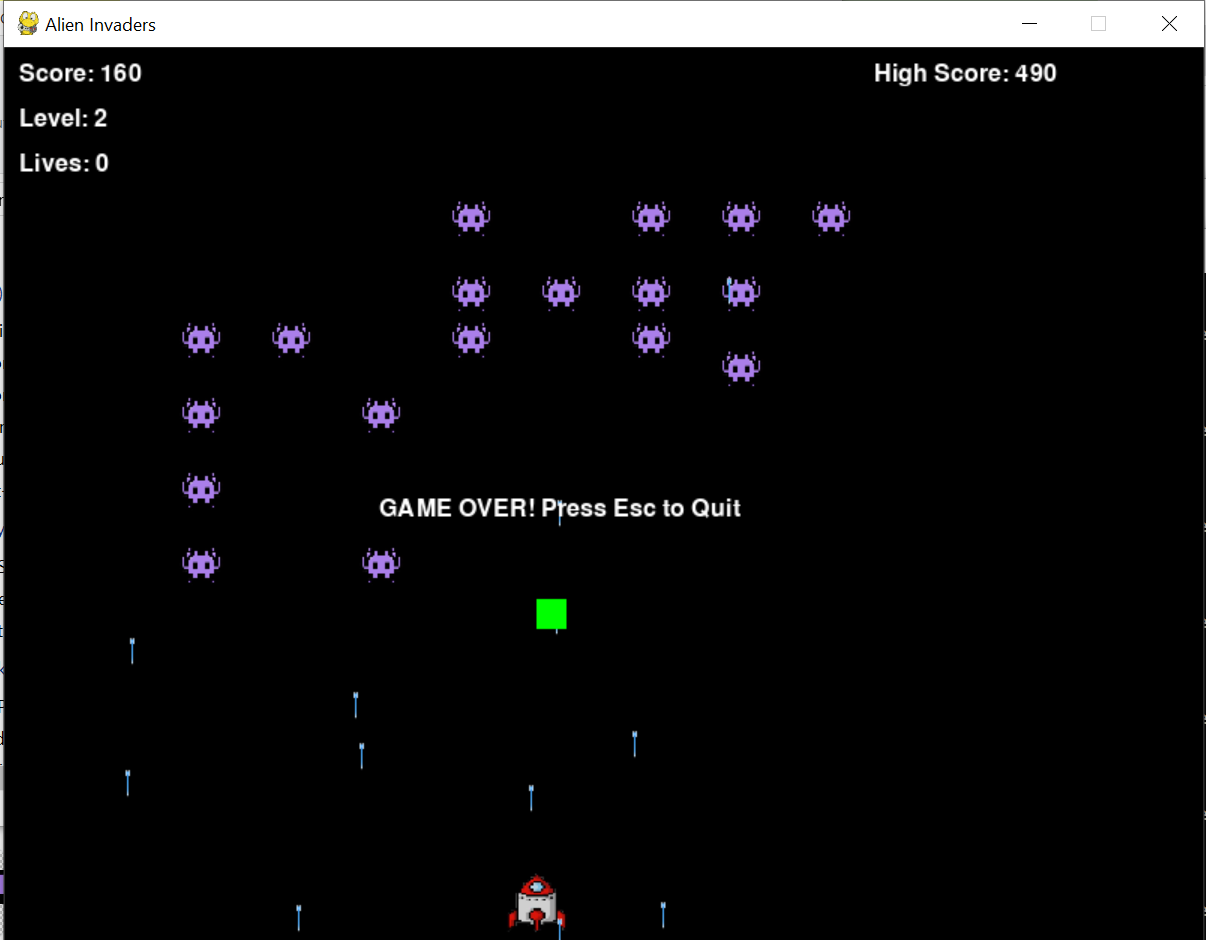 Alien Invaders
Score: 160
High Score: 490
Level: 2
Lives: 0
GAME OVER! Press Esc to Quit